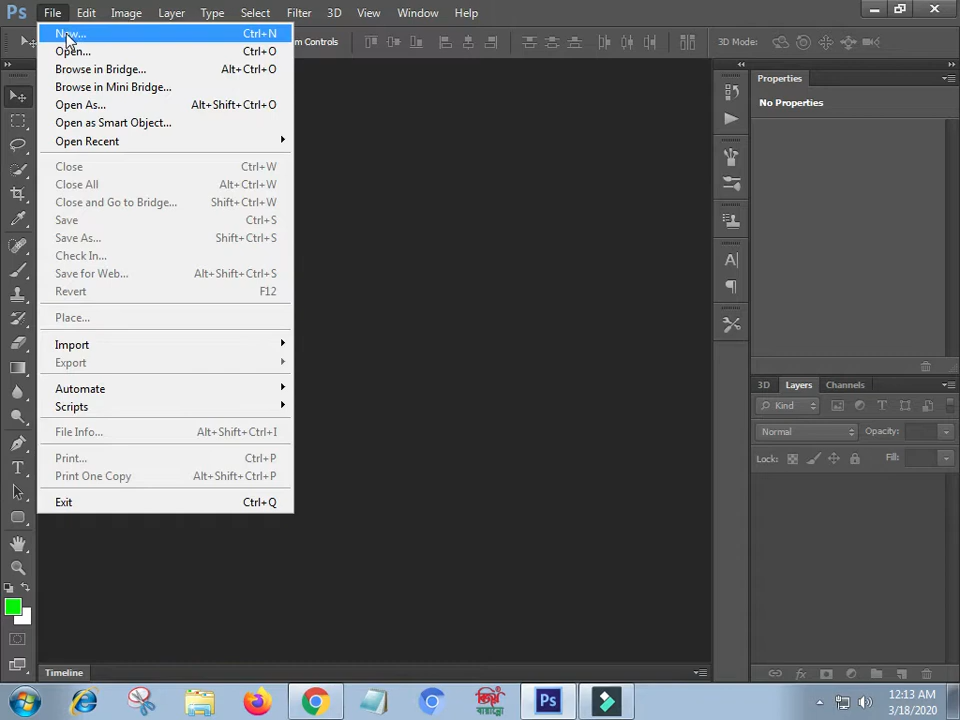 Ps File Edit Image Layer Type Select Filter 3D View Window Help
New... Ctrl+N
m Controls
3D Mode:
Open... Ctrl+O
Browse in Bridge... Alt+Ctrl+O
Browse in Mini Bridge...
Open As... Alt+Shift+Ctrl+O
Open as Smart Object...
Open Recent
Close Ctrl+W
Close All Alt+Ctrl+W
Close and Go to Bridge... Shift+Ctrl+W
Save Ctrl+S
Save As... Shift+Ctrl+S
Check In...
Save for Web... Alt+Shift+Ctrl+S
Revert F12
Place...
Import
Export
Automate
Scripts
File Info... Alt+Shift+Ctrl+I
Print... Ctrl+P
Print One Copy Alt+Shift+Ctrl+P
Exit Ctrl+Q
Properties
No Properties
3D Layers Channels
Kind
Normal Opacity:
Lock: Fill:
Timeline
Ps
12:13 AM
3/18/2020